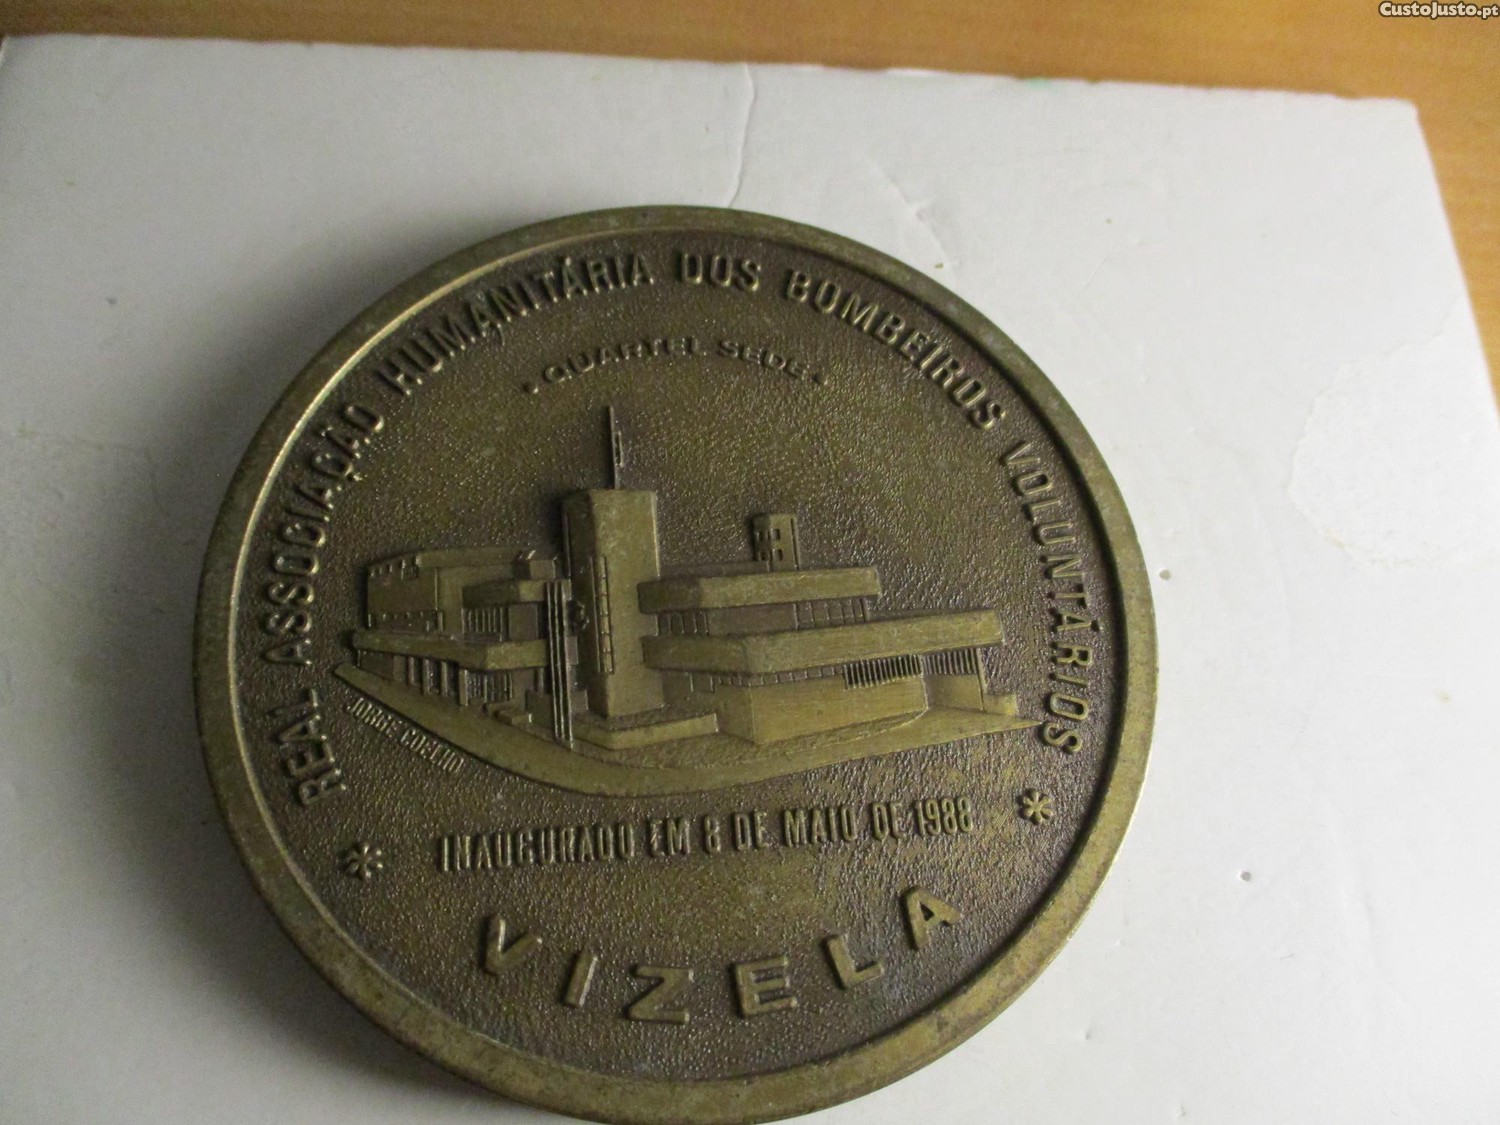 CustoJusto.pt
REAL ASSOCIAÇÃO HUMANITÁRIA DOS BOMBEIROS VOLUNTÁRIOS
· QUARTEL SEDE ·
JORGE COELHO
INAUGURADO EM 8 DE MAIO DE 1988
* VIZELA *